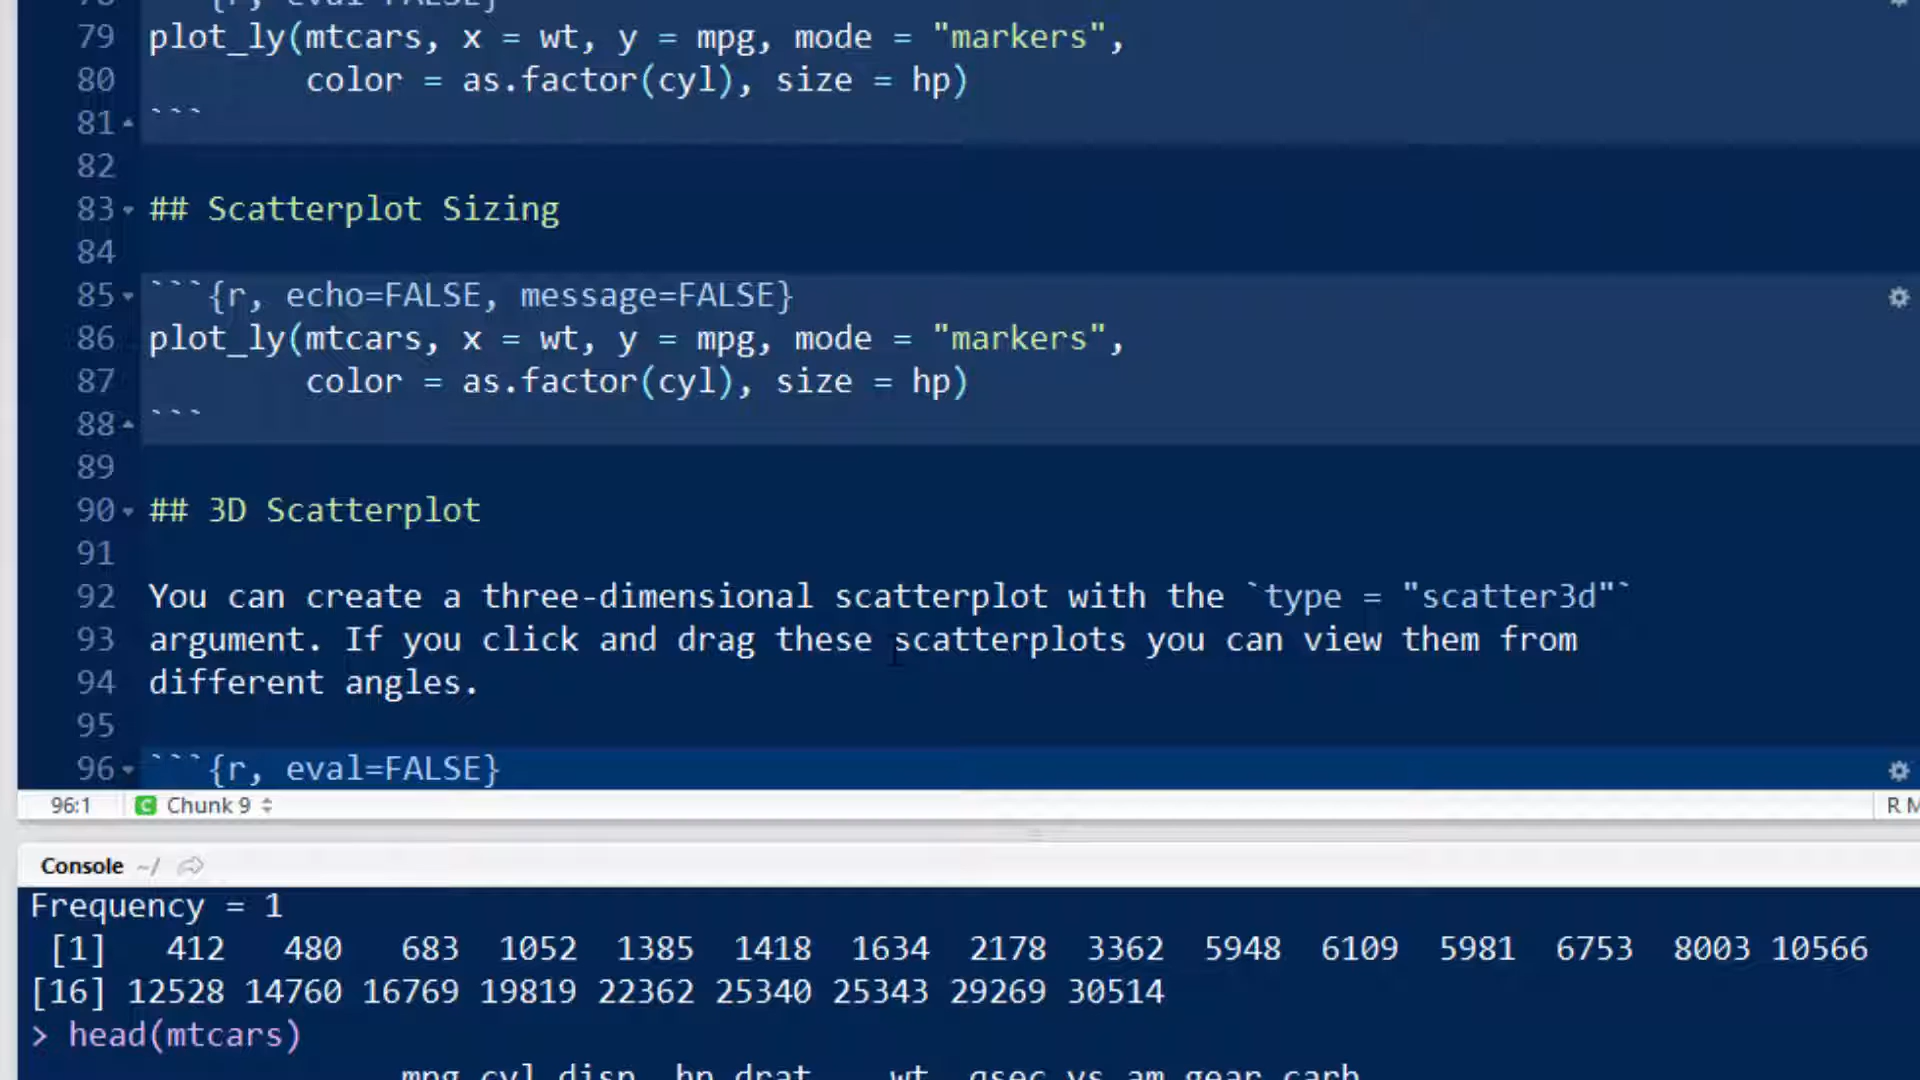 78 ```{r, eval=FALSE}
79 plot_ly(mtcars, x = wt, y = mpg, mode = "markers",
80 color = as.factor(cyl), size = hp)
81 ```
82
83 ## Scatterplot Sizing
84
85 ```{r, echo=FALSE, message=FALSE}
86 plot_ly(mtcars, x = wt, y = mpg, mode = "markers",
87 color = as.factor(cyl), size = hp)
88 ```
89
90 ## 3D Scatterplot
91
92 You can create a three-dimensional scatterplot with the `type = "scatter3d"`
93 argument. If you click and drag these scatterplots you can view them from
94 different angles.
95
96 ```{r, eval=FALSE}
96:1 C Chunk 9 R M
Console ~/
Frequency = 1
[1] 412 480 683 1052 1385 1418 1634 2178 3362 5948 6109 5981 6753 8003 10566
[16] 12528 14760 16769 19819 22362 25340 25343 29269 30514
> head(mtcars)
mpg cyl disp hp drat wt qsec vs am gear carb